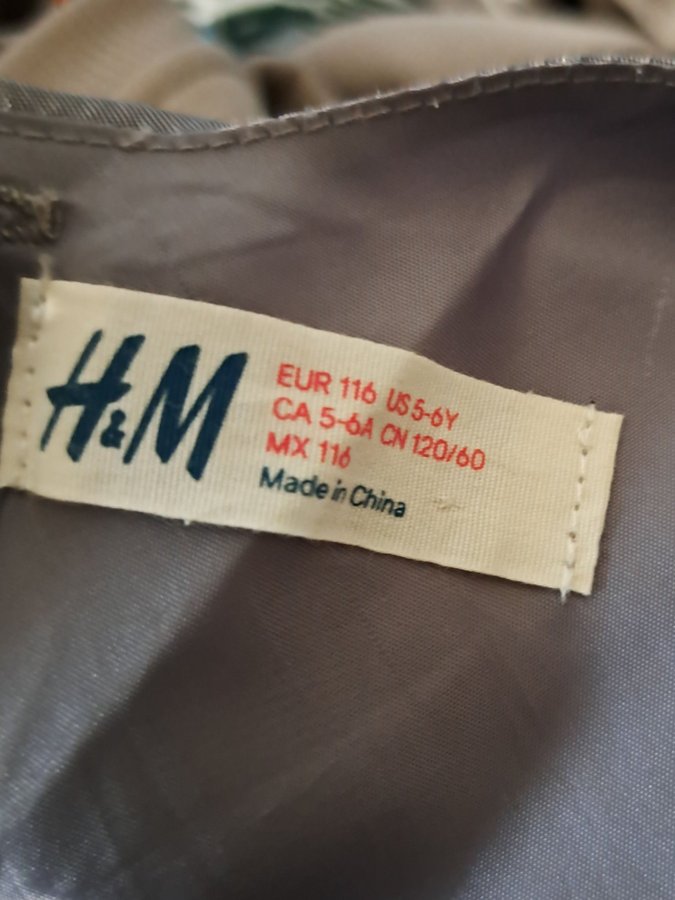 H&M
EUR 116 US 5-6Y
CA 5-6A CN 120/60
MX 116
Made in China